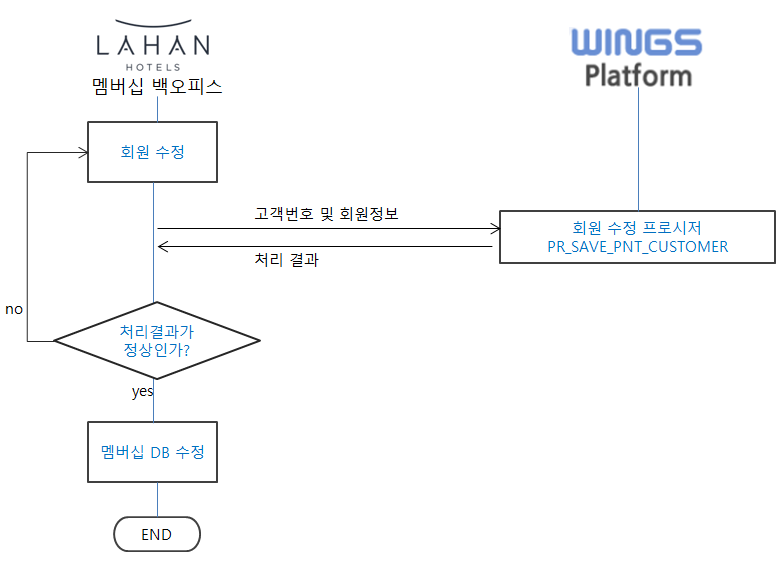 LAHAN
HOTELS
멤버십 백오피스
WINGS
Platform
회원 수정
고객번호 및 회원정보
회원 수정 프로시저
PR_SAVE_PNT_CUSTOMER
처리 결과
no
처리결과가
정상인가?
yes
멤버십 DB 수정
END